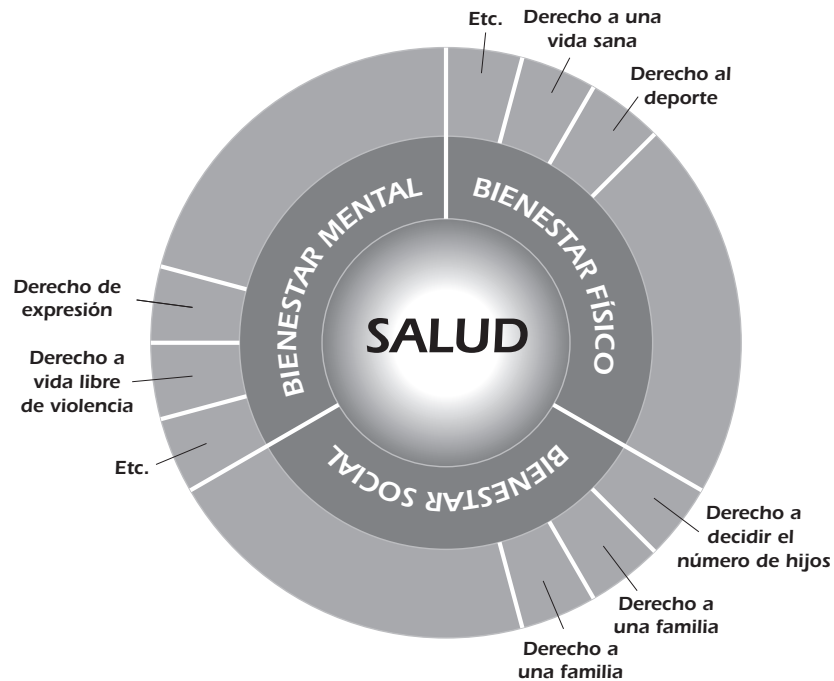 Etc.
Derecho a una
vida sana
Derecho al
deporte
BIENESTAR MENTAL
BIENESTAR FÍSICO
SALUD
BIENESTAR SOCIAL
Derecho de
expresión
Derecho a
vida libre
de violencia
Etc.
Derecho a
decidir el
número de hijos
Derecho a
una familia
Derecho a
una familia